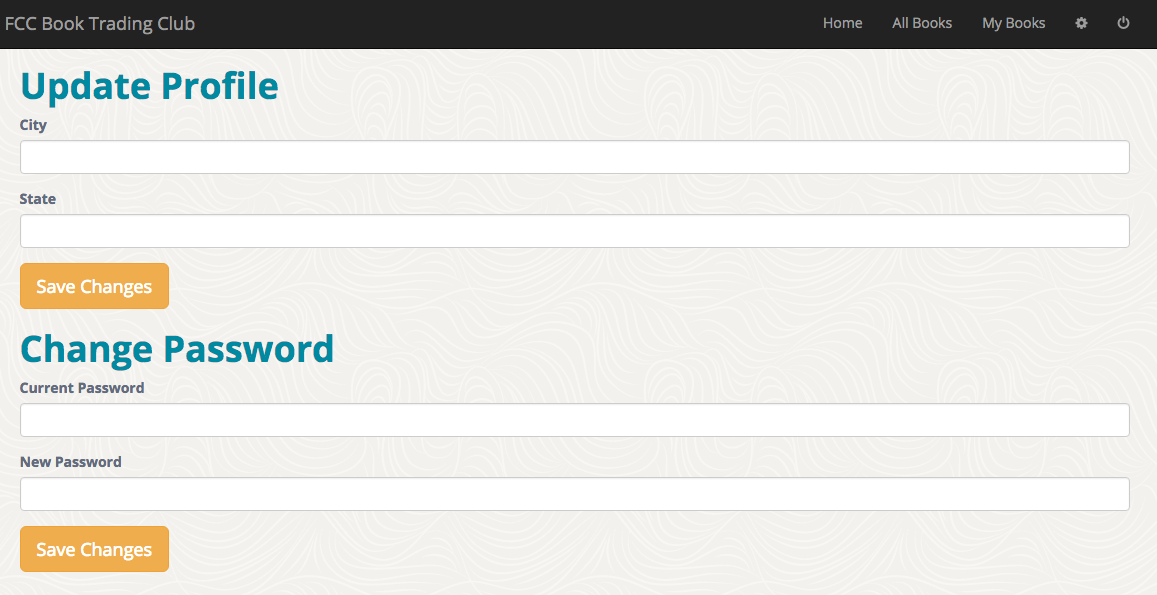 FCC Book Trading Club Home All Books My Books
Update Profile
City
State
Save Changes
Change Password
Current Password
New Password
Save Changes